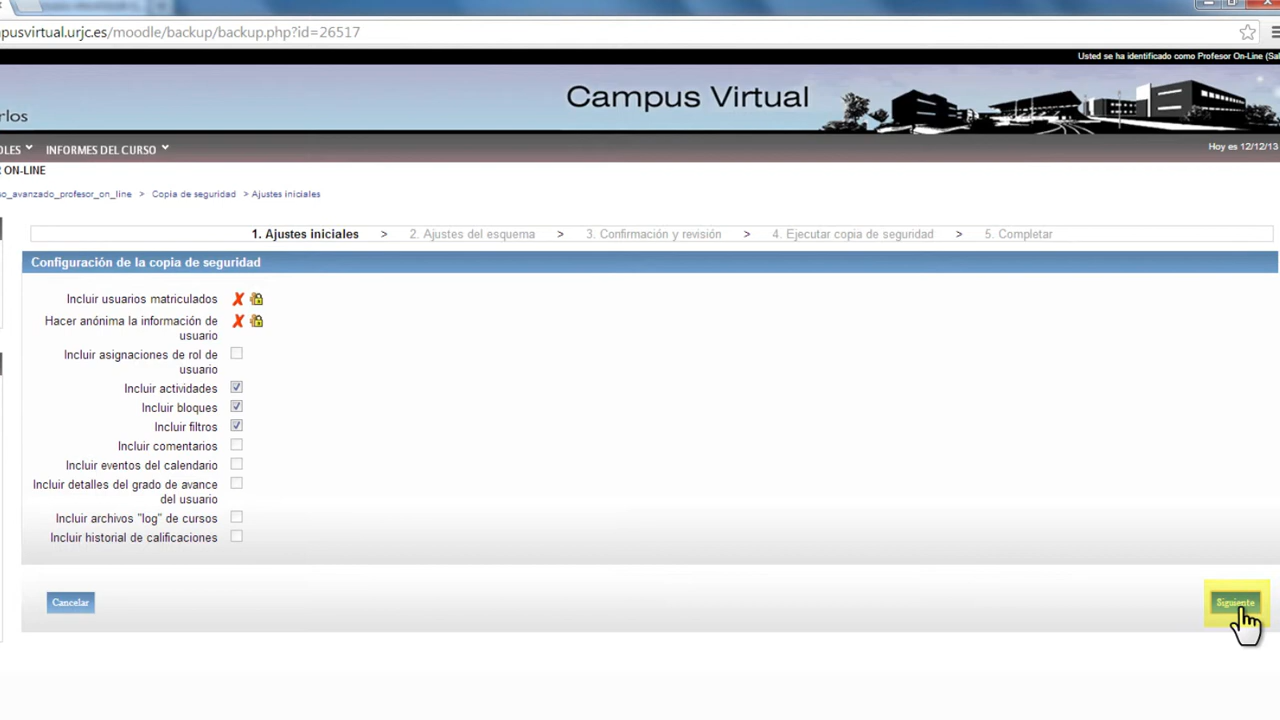 pusvirtual.urjc.es/moodle/backup/backup.php?id=26517
Usted se ha identificado como Profesor On-Line (Sal
rlos
Campus Virtual
OLES INFORMES DEL CURSO
Hoy es 12/12/13
ON-LINE
so_avanzado_profesor_on_line > Copia de seguridad > Ajustes iniciales
1. Ajustes iniciales > 2. Ajustes del esquema > 3. Confirmación y revisión > 4. Ejecutar copia de seguridad > 5. Completar
Configuración de la copia de seguridad
Incluir usuarios matriculados
Hacer anónima la información de
usuario
Incluir asignaciones de rol de
usuario
Incluir actividades
Incluir bloques
Incluir filtros
Incluir comentarios
Incluir eventos del calendario
Incluir detalles del grado de avance
del usuario
Incluir archivos "log" de cursos
Incluir historial de calificaciones
Cancelar
Siguiente